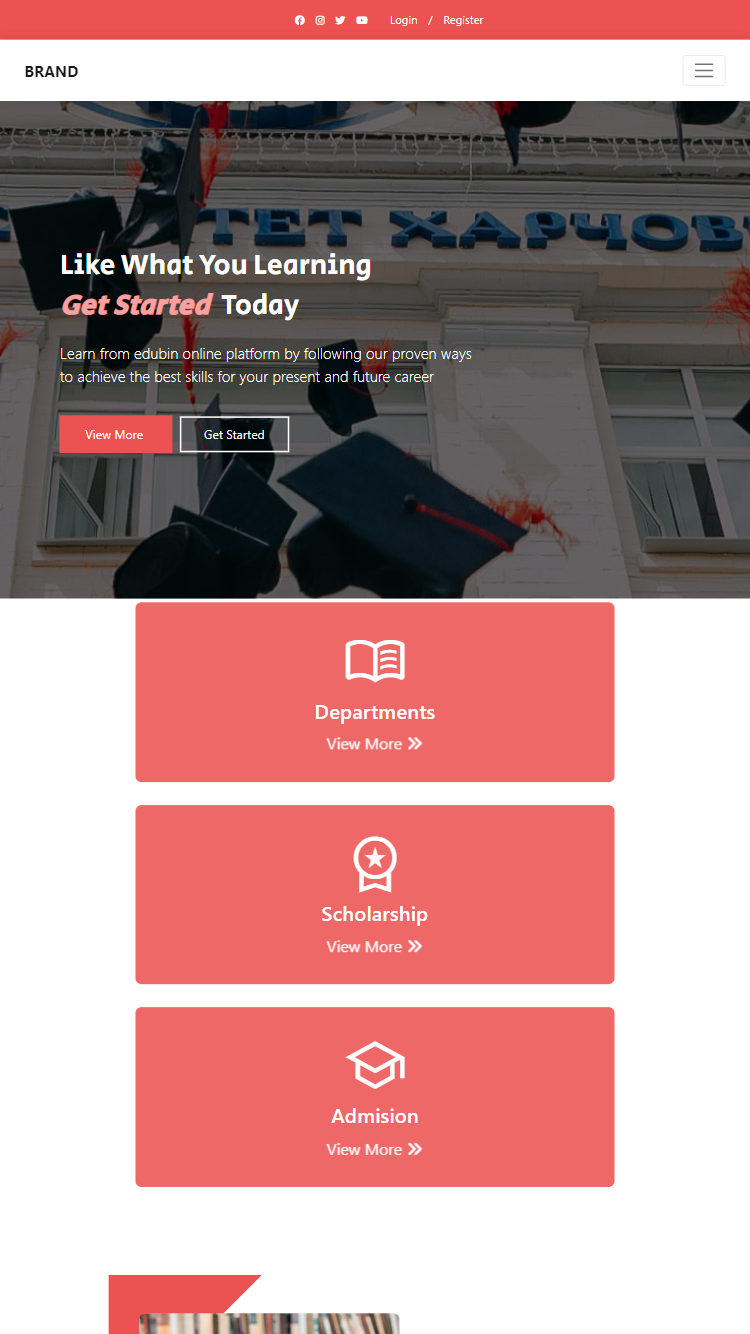 Login / Register
BRAND
ТЕТ ХАРЧОВ
Like What You Learning
Get Started Today
Learn from edubin online platform by following our proven ways
to achieve the best skills for your present and future career
View More
Get Started
Departments
View More
Scholarship
View More
Admision
View More